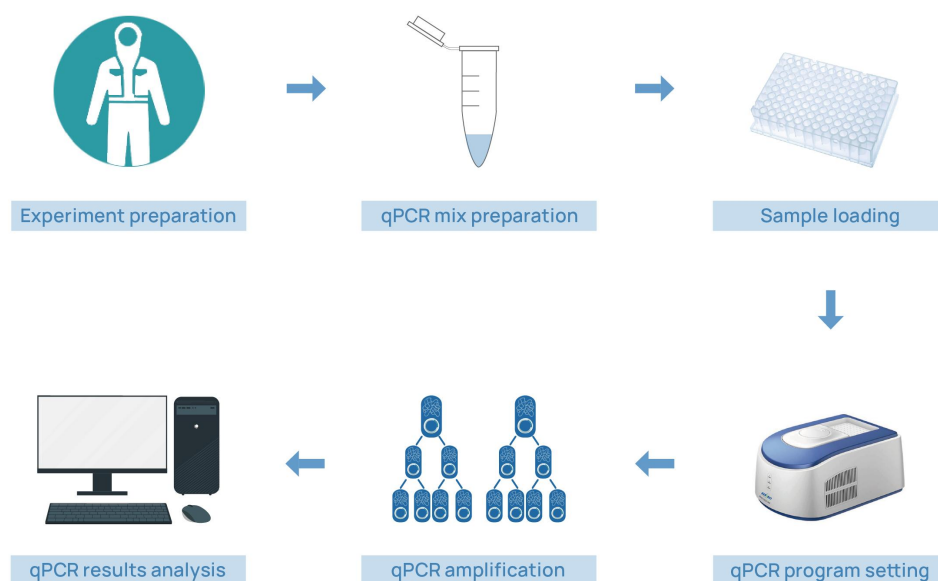 Experiment preparation
qPCR mix preparation
Sample loading
qPCR results analysis
qPCR amplification
qPCR program setting